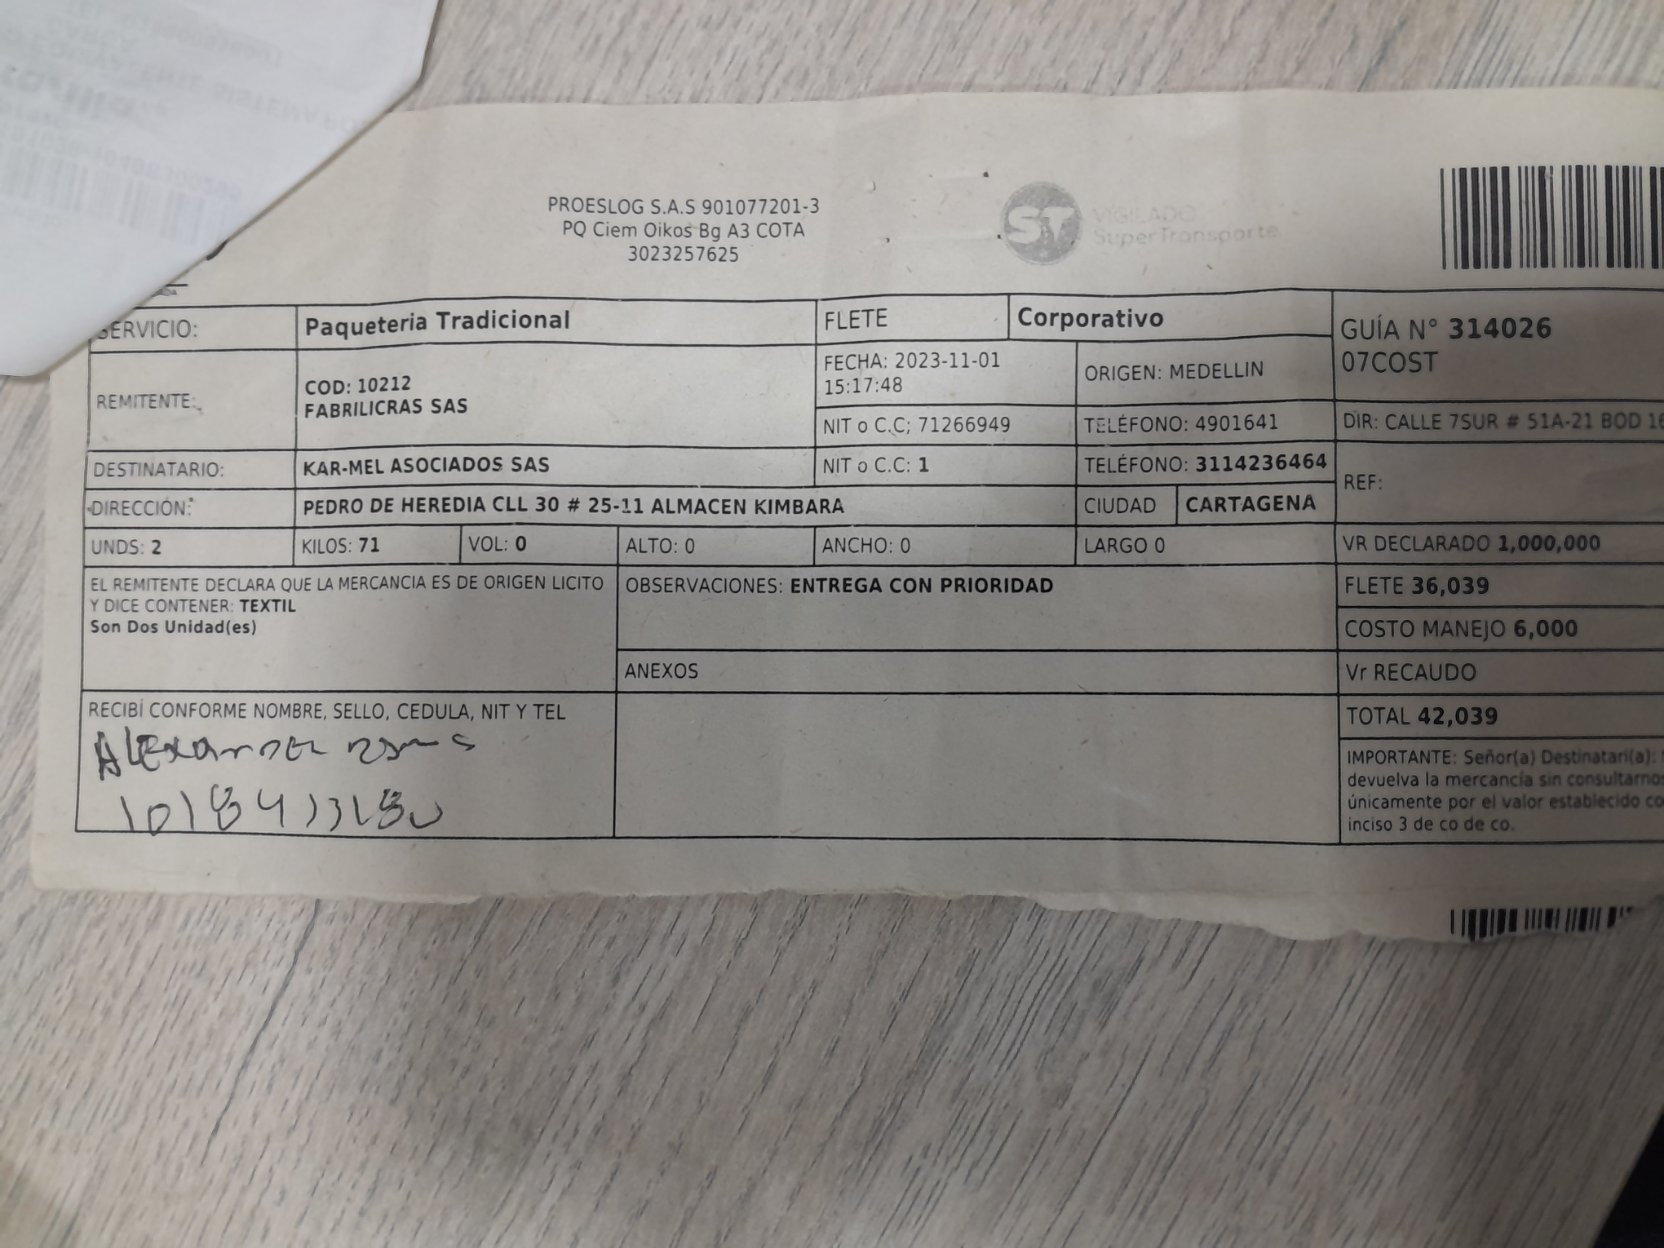 PROESLOG S.A.S 901077201-3
PQ Ciem Oikos Bg A3 COTA
3023257625
ST VIGILADO
SuperTransporte
SERVICIO: Paqueteria Tradicional FLETE Corporativo GUÍA N° 314026
07COST
REMITENTE: COD: 10212
FABRILICRAS SAS
FECHA: 2023-11-01
15:17:48
ORIGEN: MEDELLIN
NIT o C.C; 71266949 TELÉFONO: 4901641 DIR: CALLE 7SUR # 51A-21 BOD 16
DESTINATARIO: KAR-MEL ASOCIADOS SAS NIT o C.C: 1 TELÉFONO: 3114236464 REF:
DIRECCIÓN: PEDRO DE HEREDIA CLL 30 # 25-11 ALMACEN KIMBARA CIUDAD CARTAGENA
UNDS: 2 KILOS: 71 VOL: 0 ALTO: 0 ANCHO: 0 LARGO 0 VR DECLARADO 1,000,000
EL REMITENTE DECLARA QUE LA MERCANCIA ES DE ORIGEN LICITO
Y DICE CONTENER: TEXTIL
Son Dos Unidad(es)
OBSERVACIONES: ENTREGA CON PRIORIDAD
FLETE 36,039
COSTO MANEJO 6,000
ANEXOS
Vr RECAUDO
RECIBÍ CONFORME NOMBRE, SELLO, CEDULA, NIT Y TEL
Alexander
TOTAL 42,039
IMPORTANTE: Señor(a) Destinatari(a):
devuelva la mercancía sin consultarnos
únicamente por el valor establecido co
inciso 3 de co de co.